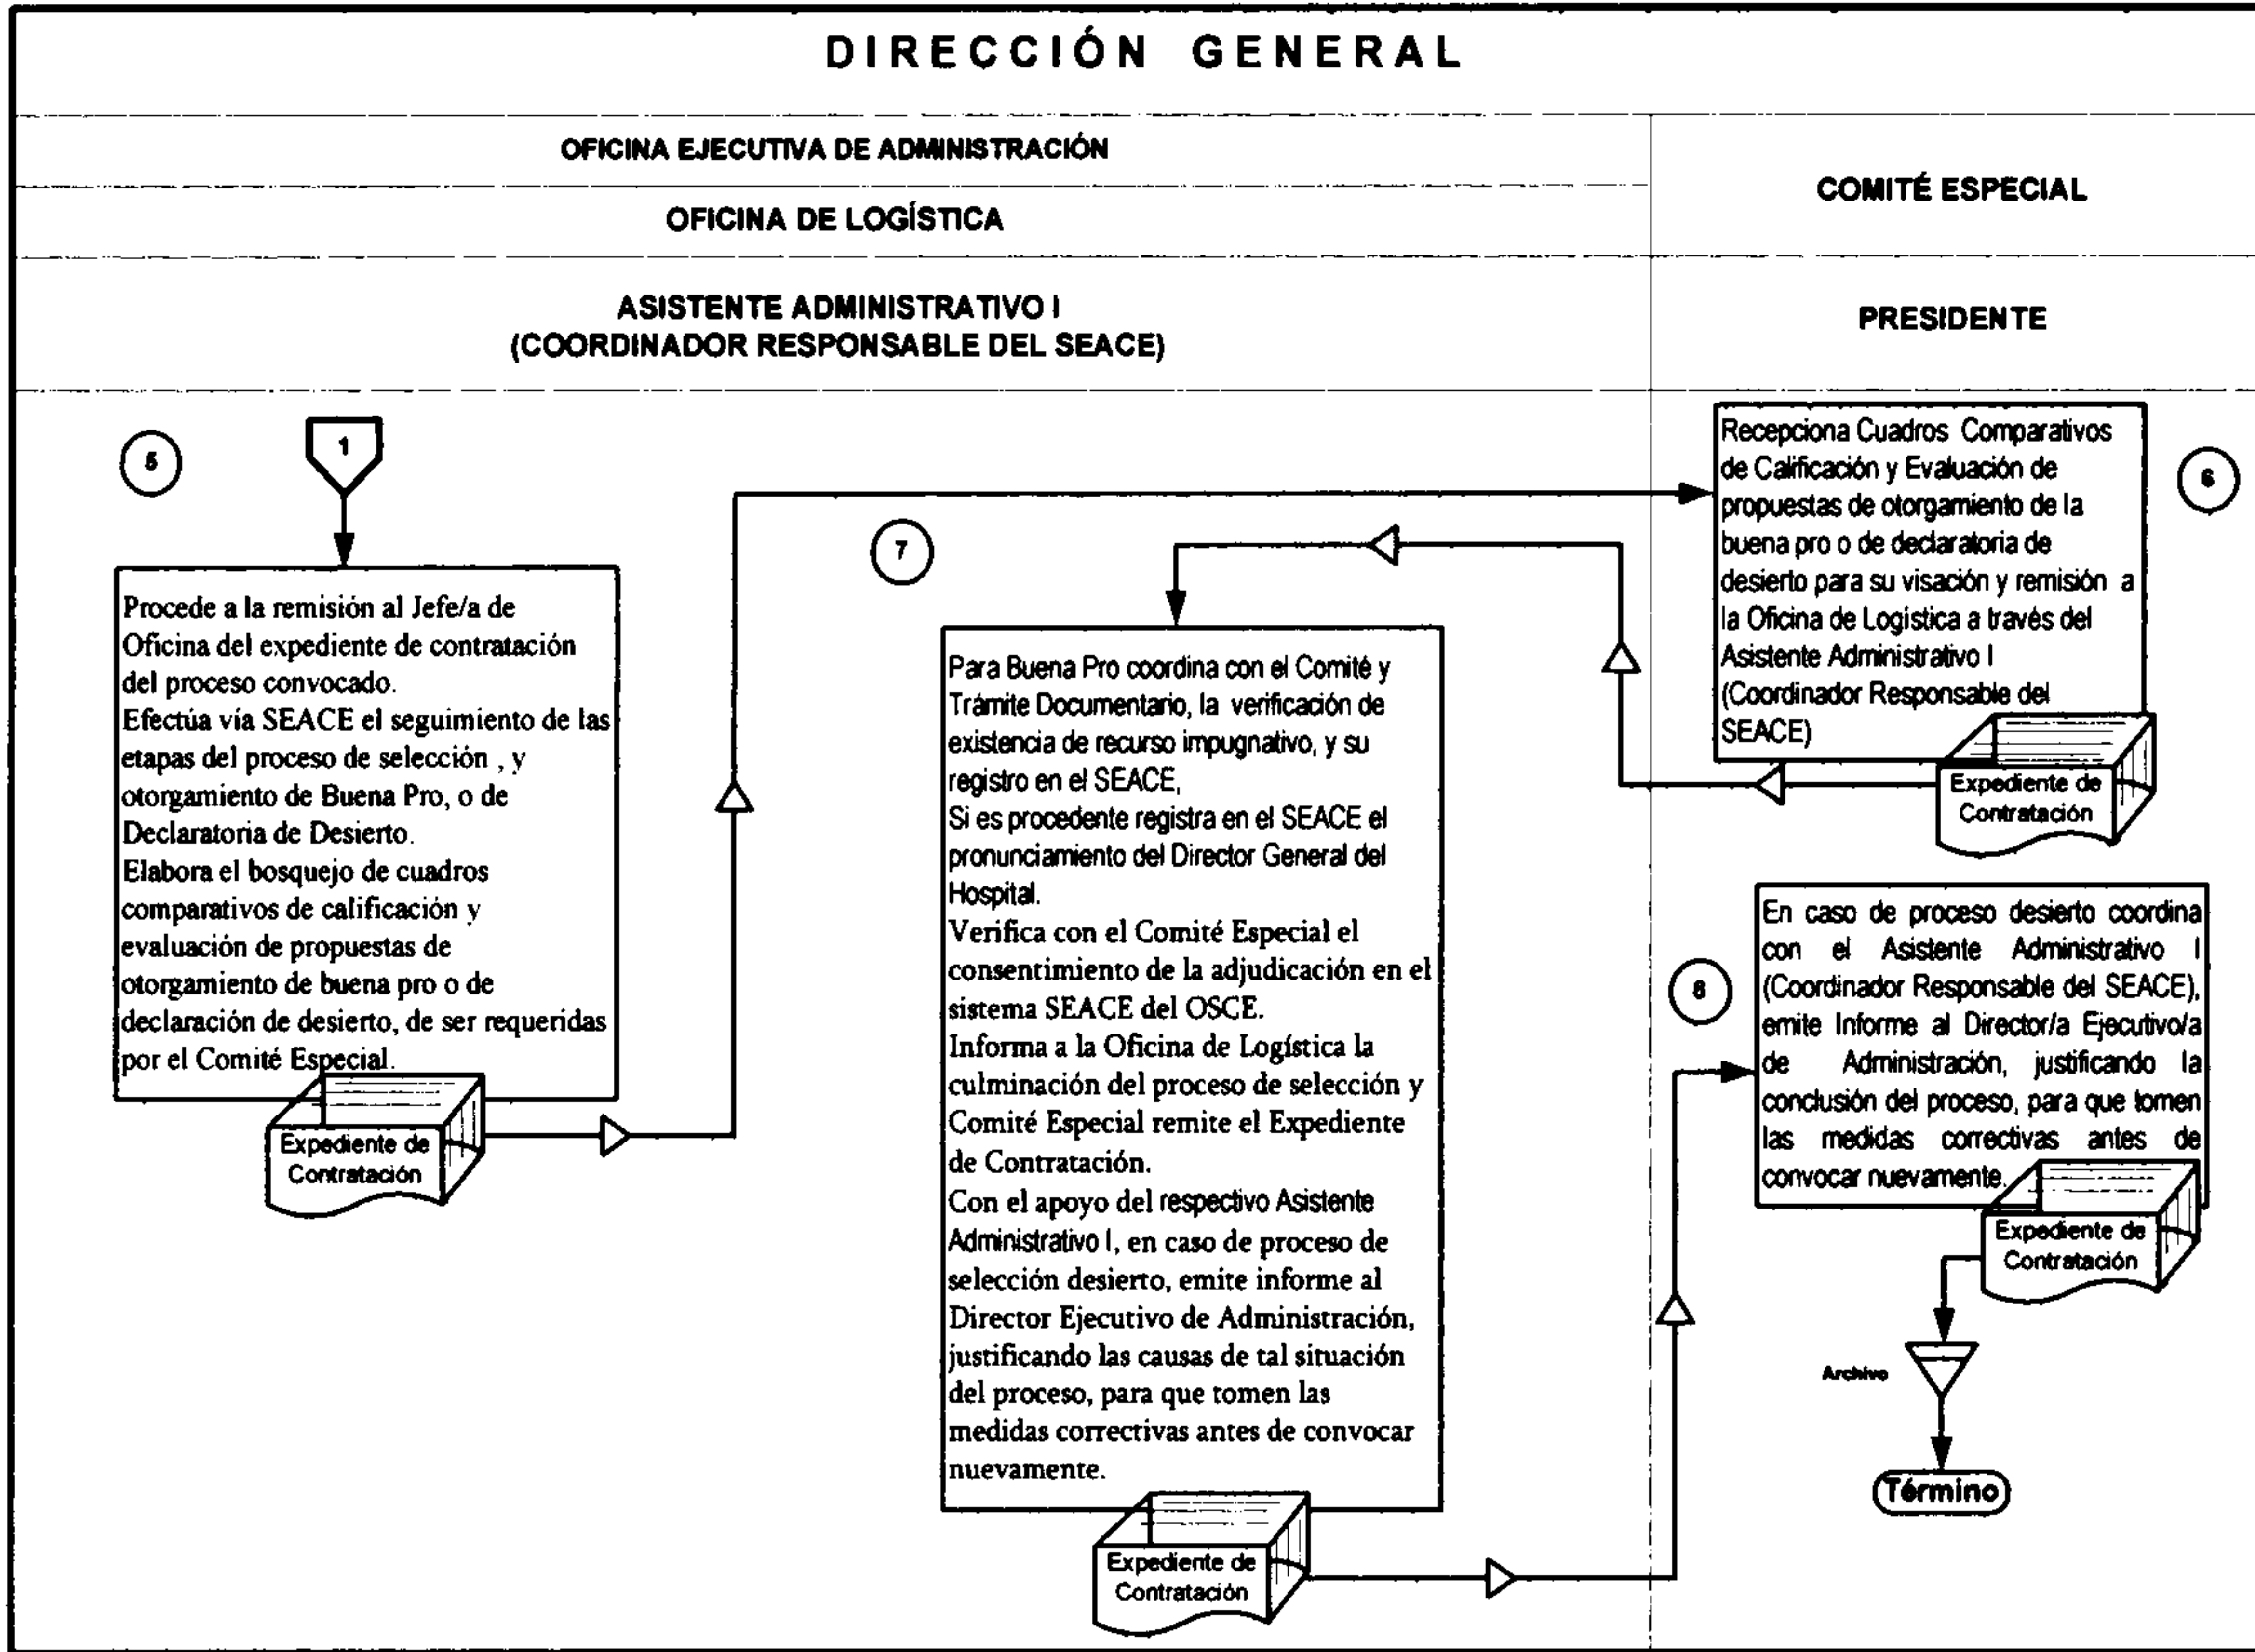 DIRECCIÓN GENERAL
OFICINA EJECUTIVA DE ADMINISTRACIÓN
OFICINA DE LOGÍSTICA
COMITÉ ESPECIAL
ASISTENTE ADMINISTRATIVO I
(COORDINADOR RESPONSABLE DEL SEACE)
PRESIDENTE
5
1
Procede a la remisión al Jefe/a de
Oficina del expediente de contratación
del proceso convocado.
Efectúa vía SEACE el seguimiento de las
etapas del proceso de selección , y
otorgamiento de Buena Pro, o de
Declaratoria de Desierto.
Elabora el bosquejo de cuadros
comparativos de calificación y
evaluación de propuestas de
otorgamiento de buena pro o de
declaración de desierto, de ser requeridas
por el Comité Especial.
Expediente de
Contratación
6
Recepciona Cuadros Comparativos
de Calificación y Evaluación de
propuestas de otorgamiento de la
buena pro o de declaratoria de
desierto para su visación y remisión a
la Oficina de Logística a través del
Asistente Administrativo I
(Coordinador Responsable del
SEACE)
Expediente de
Contratación
7
Para Buena Pro coordina con el Comité y
Trámite Documentario, la verificación de
existencia de recurso impugnativo, y su
registro en el SEACE,
Si es procedente registra en el SEACE el
pronunciamiento del Director General del
Hospital.
Verifica con el Comité Especial el
consentimiento de la adjudicación en el
sistema SEACE del OSCE.
Informa a la Oficina de Logística la
culminación del proceso de selección y
Comité Especial remite el Expediente
de Contratación.
Con el apoyo del respectivo Asistente
Administrativo I, en caso de proceso de
selección desierto, emite informe al
Director Ejecutivo de Administración,
justificando las causas de tal situación
del proceso, para que tomen las
medidas correctivas antes de convocar
nuevamente.
Expediente de
Contratación
8
En caso de proceso desierto coordina
con el Asistente Administrativo I
(Coordinador Responsable del SEACE),
emite Informe al Director/a Ejecutivo/a
de Administración, justificando la
conclusión del proceso, para que tomen
las medidas correctivas antes de
convocar nuevamente.
Expediente de
Contratación
Archivo
Término